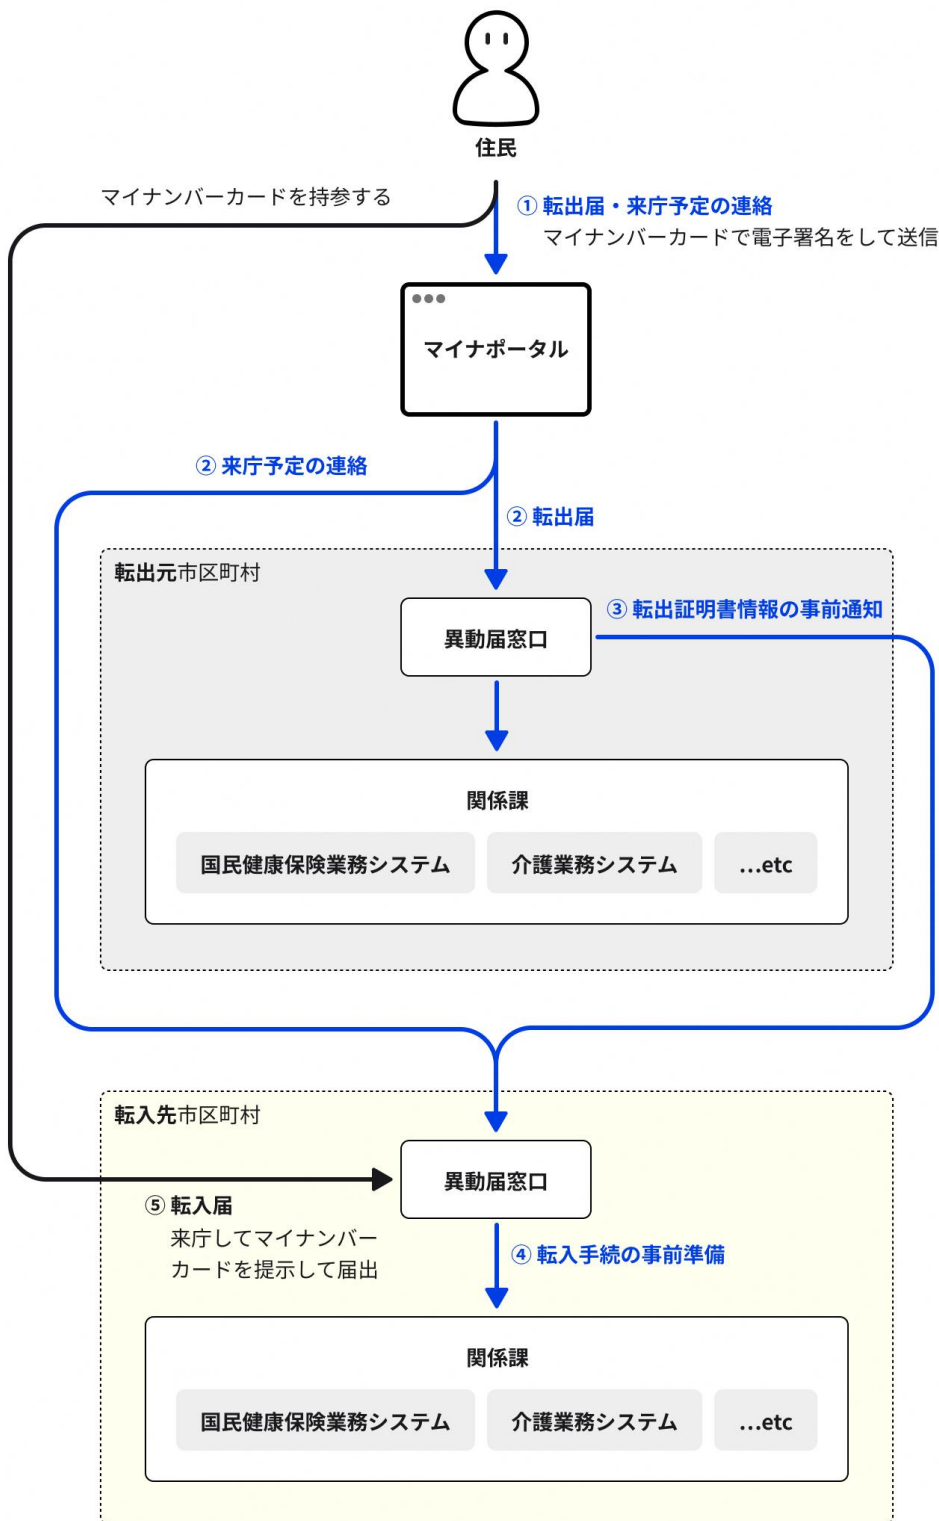 住民
マイナンバーカードを持参する
① 転出届・来庁予定の連絡
マイナンバーカードで電子署名をして送信
マイナポータル
② 来庁予定の連絡
② 転出届
転出元市区町村
③ 転出証明書情報の事前通知
異動届窓口
関係課
国民健康保険業務システム
介護業務システム
...etc
転入先市区町村
異動届窓口
⑤ 転入届
来庁してマイナンバー
カードを提示して届出
④ 転入手続の事前準備
関係課
国民健康保険業務システム
介護業務システム
...etc